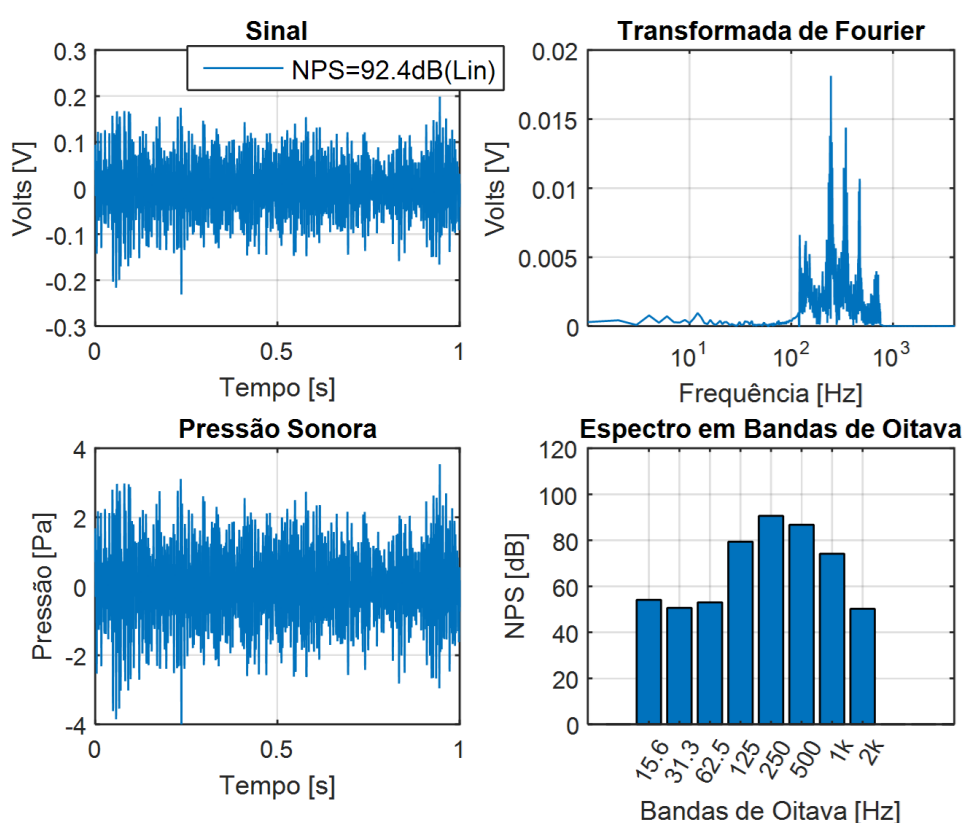 Sinal
NPS=92.4dB(Lin)
0.3
0.2
0.1
0
-0.1
-0.2
-0.3
Volts [V]
0
0.5
1
Tempo [s]
Transformada de Fourier
0.02
0.015
0.01
0.005
0
Volts [V]
10^1
10^2
10^3
Frequência [Hz]
Pressão Sonora
4
2
0
-2
-4
Pressão [Pa]
0
0.5
1
Tempo [s]
Espectro em Bandas de Oitava
120
100
80
60
40
20
0
NPS [dB]
15.6
31.3
62.5
125
250
500
1k
2k
Bandas de Oitava [Hz]